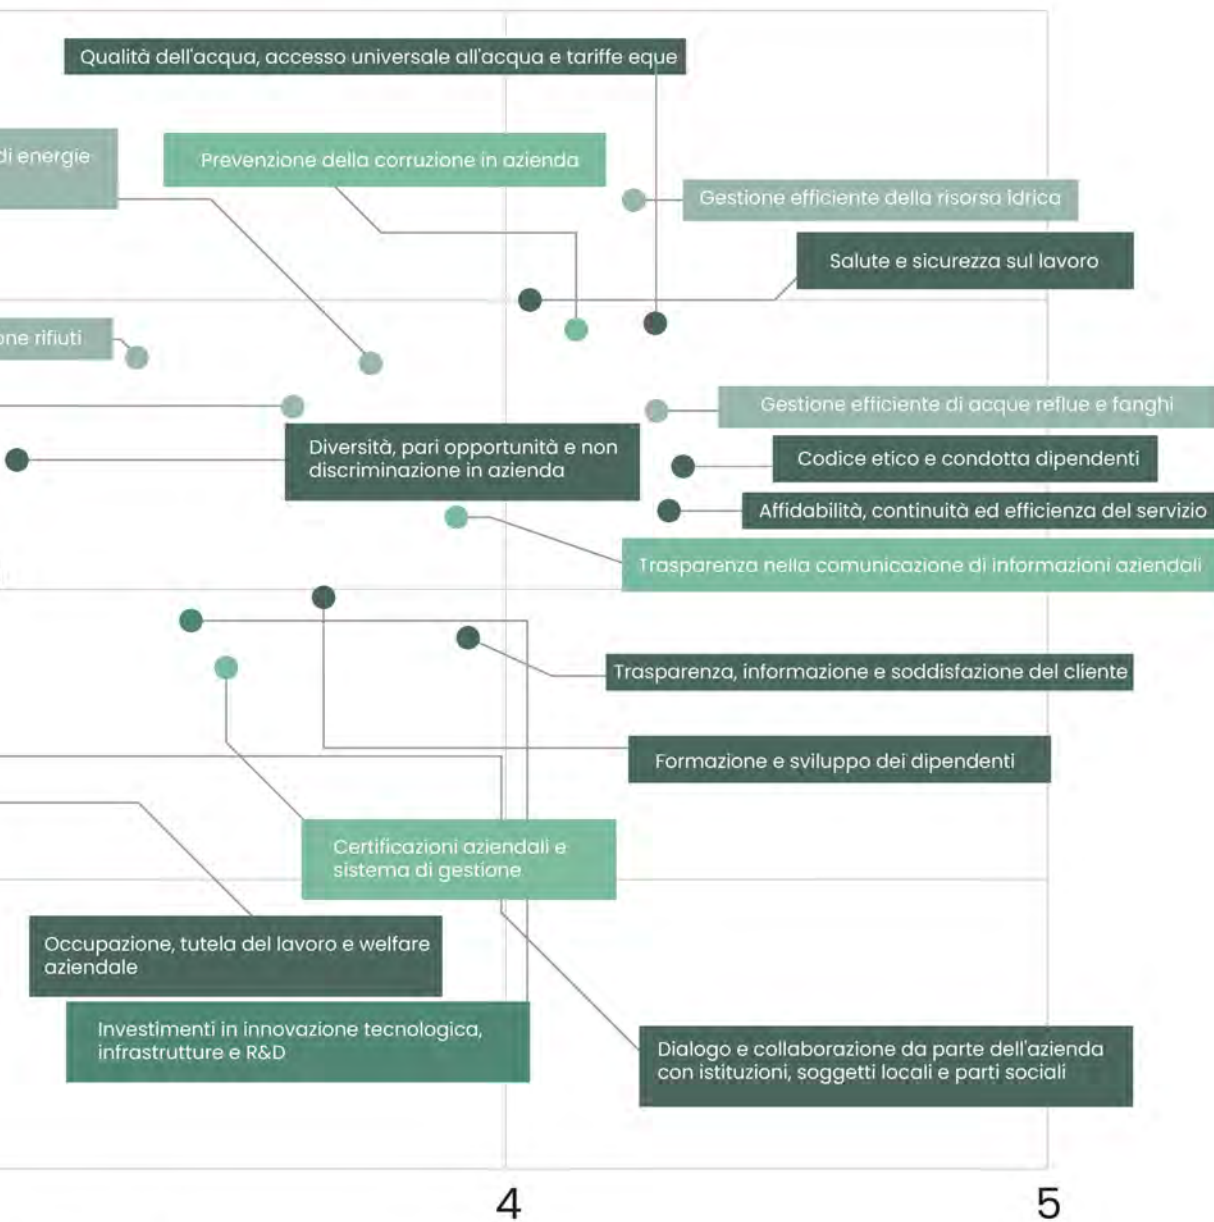 Qualità dell'acqua, accesso universale all'acqua e tariffe eque
di energie
Prevenzione della corruzione in azienda
Gestione efficiente della risorsa idrica
Salute e sicurezza sul lavoro
one rifiuti
Gestione efficiente di acque reflue e fanghi
Diversità, pari opportunità e non
discriminazione in azienda
Codice etico e condotta dipendenti
Affidabilità, continuità ed efficienza del servizio
Trasparenza nella comunicazione di informazioni aziendali
Trasparenza, informazione e soddisfazione del cliente
Formazione e sviluppo dei dipendenti
Certificazioni aziendali e
sistema di gestione
Occupazione, tutela del lavoro e welfare
aziendale
Investimenti in innovazione tecnologica,
infrastrutture e R&D
Dialogo e collaborazione da parte dell'azienda
con istituzioni, soggetti locali e parti sociali
4
5